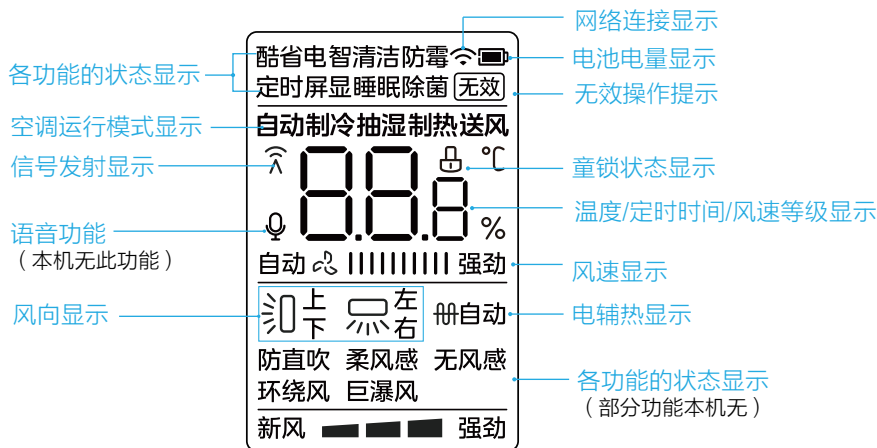 网络连接显示
酷省电智清洁防霉
电池电量显示
各功能的状态显示
定时屏显睡眠除菌 无效
无效操作提示
空调运行模式显示
自动制冷抽湿制热送风
信号发射显示
88.8
℃
童锁状态显示
温度/定时时间/风速等级显示
语音功能
（本机无此功能）
%
自动 强劲
风速显示
风向显示
上下 左右 自动
电辅热显示
防直吹 柔风感 无风感
各功能的状态显示
（部分功能本机无）
环绕风 巨瀑风
新风 强劲